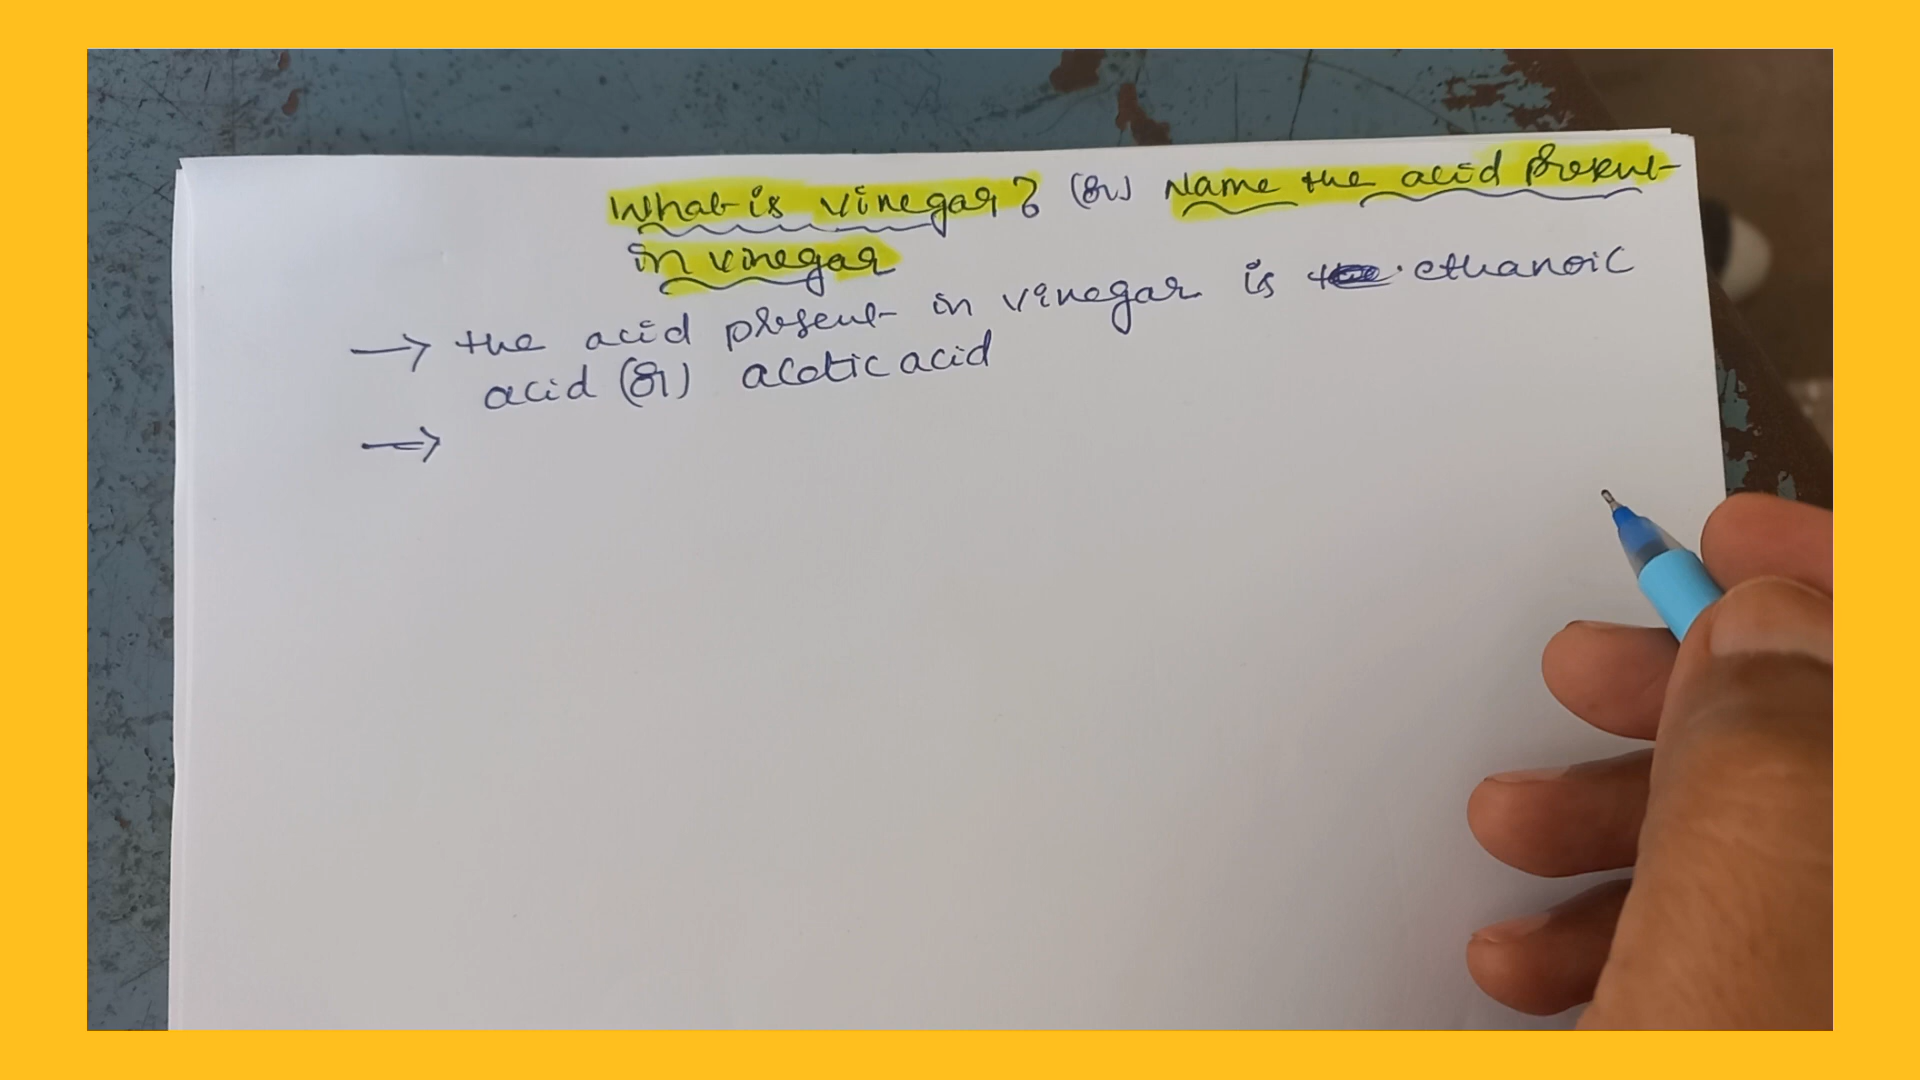 What is vinegar? (or) Name the acid present
in vinegar
→ the acid present in vinegar is ethanoic
acid (or) acetic acid
→